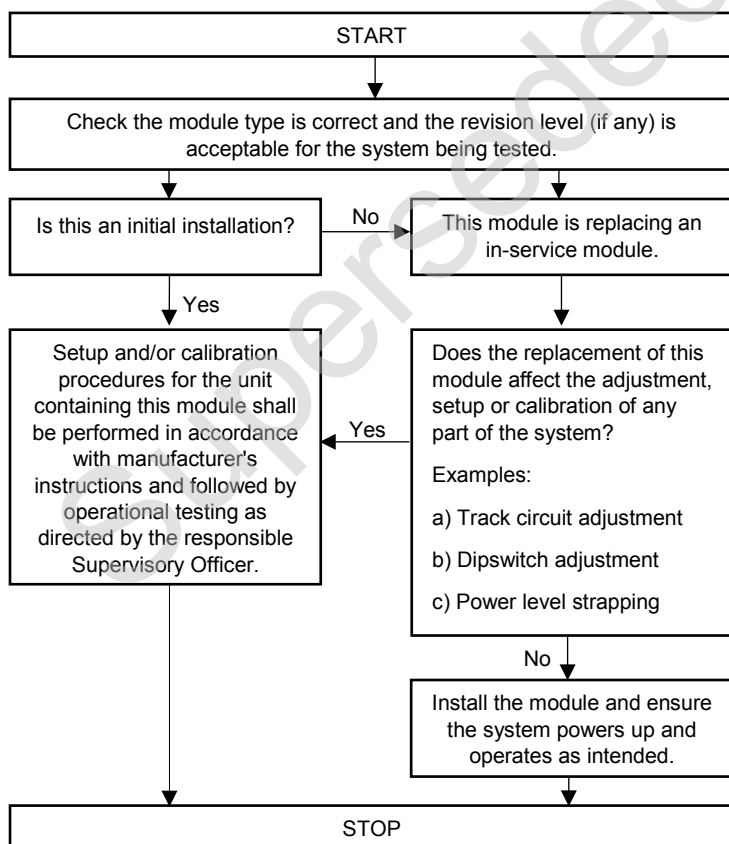 START
Check the module type is correct and the revision level (if any) is
acceptable for the system being tested.
Is this an initial installation?
No
This module is replacing an
in-service module.
Yes
Setup and/or calibration
procedures for the unit
containing this module shall
be performed in accordance
with manufacturer's
instructions and followed by
operational testing as
directed by the responsible
Supervisory Officer.
Yes
Does the replacement of this
module affect the adjustment,
setup or calibration of any
part of the system?
Examples:
a) Track circuit adjustment
b) Dipswitch adjustment
c) Power level strapping
No
Install the module and ensure
the system powers up and
operates as intended.
STOP
Superseded